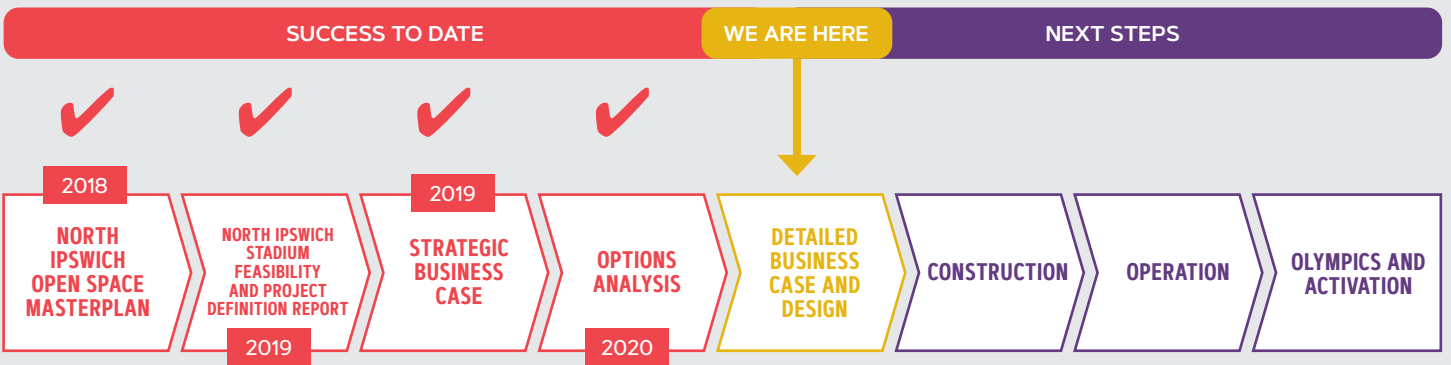 SUCCESS TO DATE
WE ARE HERE
NEXT STEPS
2018
NORTH
IPSWICH
OPEN SPACE
MASTERPLAN
NORTH IPSWICH
STADIUM
FEASIBILITY
AND PROJECT
DEFINITION REPORT
2019
2019
STRATEGIC
BUSINESS
CASE
OPTIONS
ANALYSIS
2020
DETAILED
BUSINESS
CASE AND
DESIGN
CONSTRUCTION
OPERATION
OLYMPICS AND
ACTIVATION